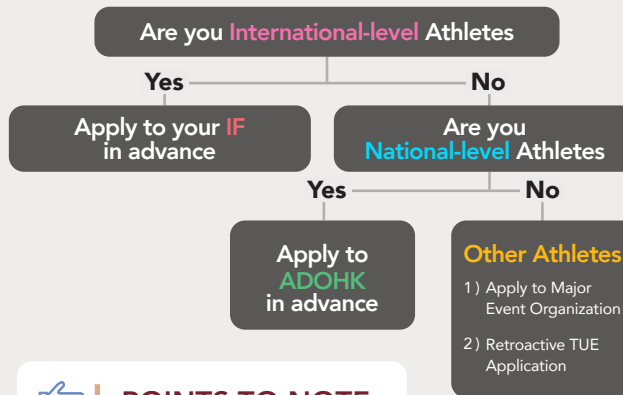 Are you International-level Athletes
Yes
No
Apply to your IF
in advance
Are you
National-level Athletes
Yes
No
Apply to
ADOHK
in advance
Other Athletes
1) Apply to Major
Event Organization
2) Retroactive TUE
Application
POINTS TO NOTE